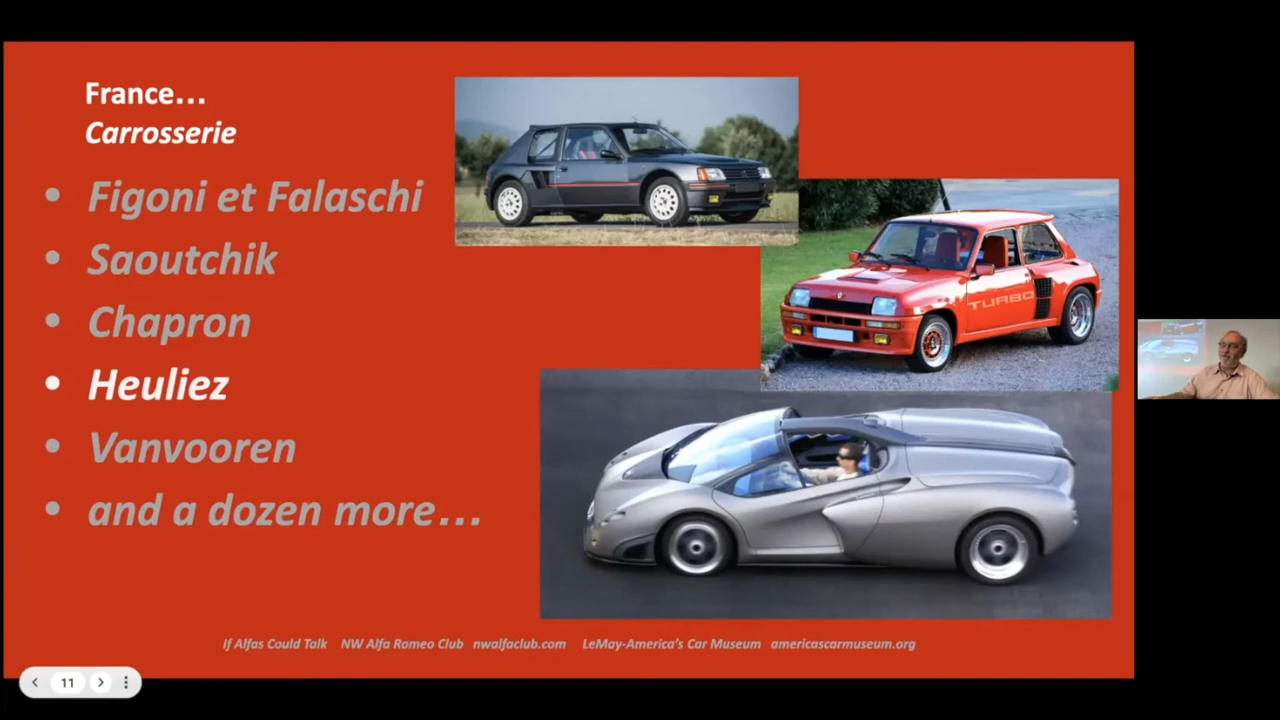 France...
Carrosserie
• Figoni et Falaschi
• Saoutchik
• Chapron
• Heuliez
• Vanvooren
• and a dozen more...
TURBO
If Alfas Could Talk NW Alfa Romeo Club nwalfaclub.com LeMay-America's Car Museum americascarmuseum.org
11